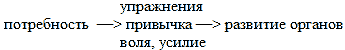 упражнения
потребность —> привычка —> развитие органов
воля, усилие